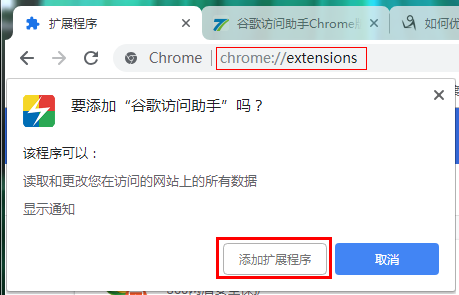 扩展程序
谷歌访问助手Chrome
如何优
Chrome
chrome://extensions
要添加“谷歌访问助手”吗？
该程序可以：
读取和更改您在访问的网站上的所有数据
显示通知
添加扩展程序
取消